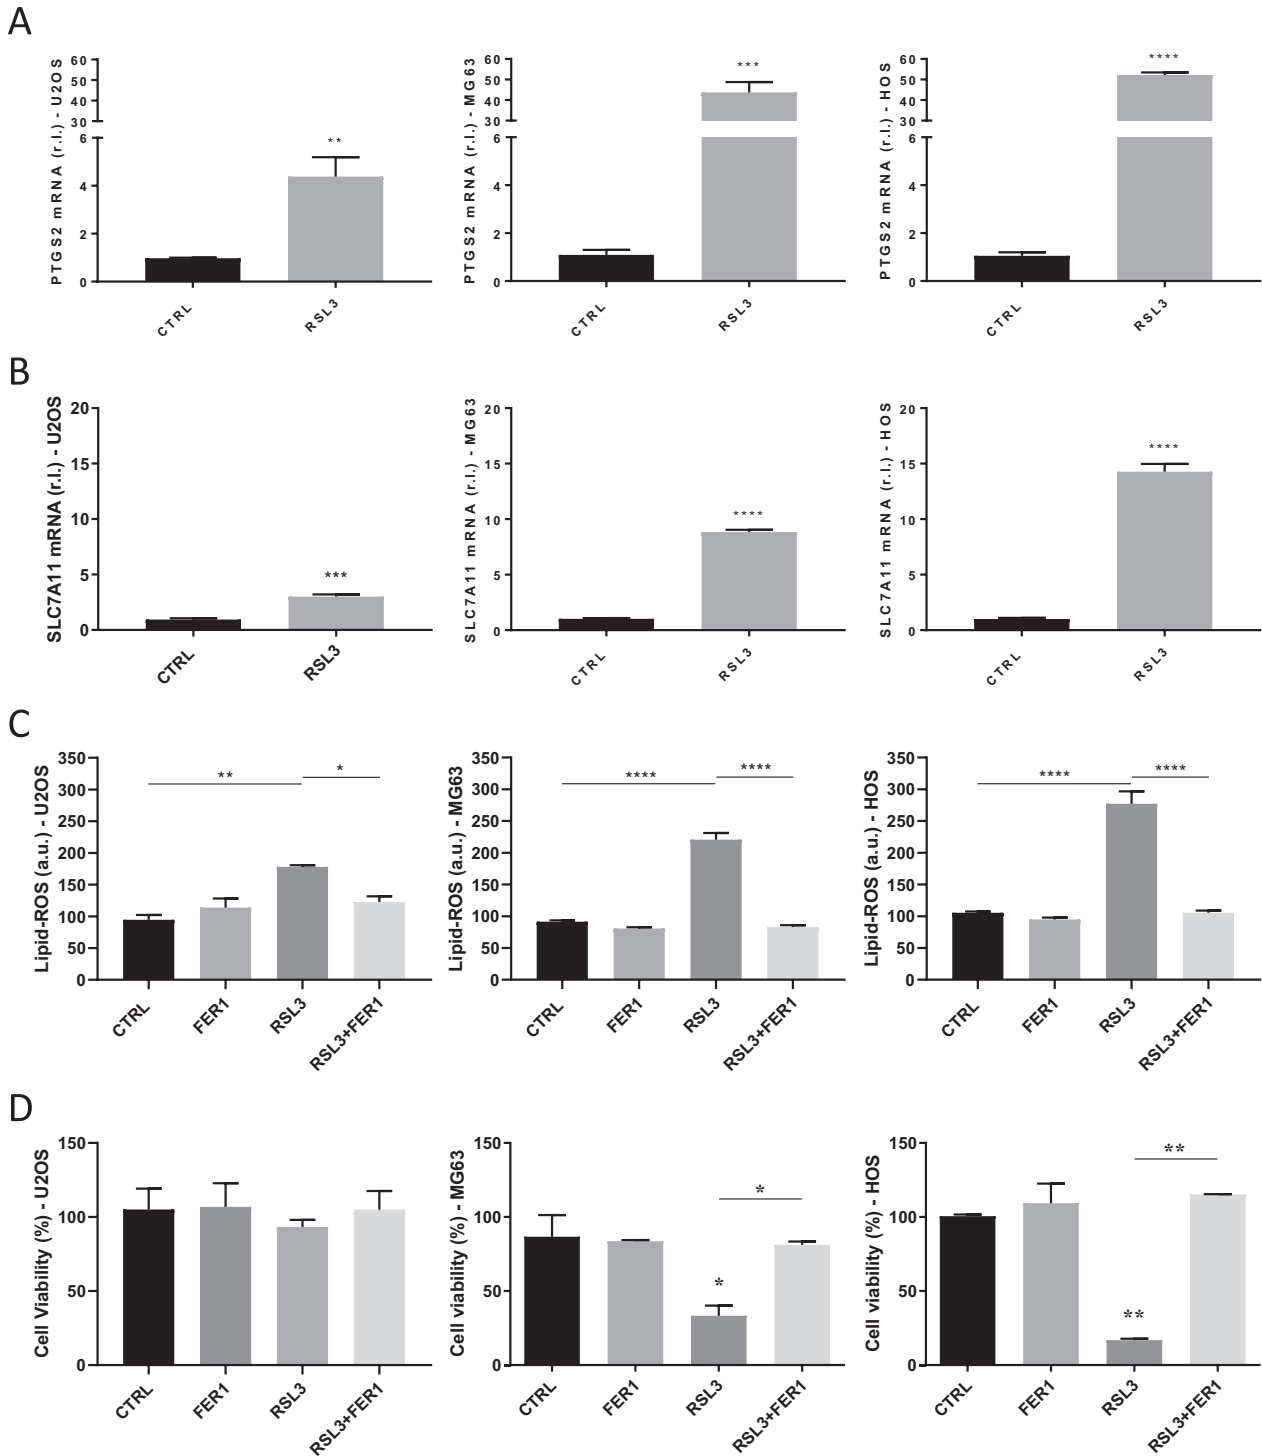 A
PTGS2 mRNA (r.l.) - U2OS
60
50
40
30
6
4
2
0
**
CTRL
RSL3
PTGS2 mRNA (r.l.) - MG63
60
50
40
30
6
4
2
0
***
CTRL
RSL3
PTGS2 mRNA (r.l.) - HOS
60
50
40
30
6
4
2
0
****
CTRL
RSL3
B
SLC7A11 mRNA (r.l.) - U2OS
20
15
10
5
0
***
CTRL
RSL3
SLC7A11 mRNA (r.l.) - MG63
20
15
10
5
0
****
CTRL
RSL3
SLC7A11 mRNA (r.l.) - HOS
20
15
10
5
0
****
CTRL
RSL3
C
Lipid-ROS (a.u.) - U2OS
350
300
250
200
150
100
50
0
**
*
CTRL
FER1
RSL3
RSL3+FER1
Lipid-ROS (a.u.) - MG63
350
300
250
200
150
100
50
0
****
****
CTRL
FER1
RSL3
RSL3+FER1
Lipid-ROS (a.u.) - HOS
350
300
250
200
150
100
50
0
****
****
CTRL
FER1
RSL3
RSL3+FER1
D
Cell Viability (%) - U2OS
150
100
50
0
CTRL
FER1
RSL3
RSL3+FER1
Cell viability (%) - MG63
150
100
50
0
*
*
CTRL
FER1
RSL3
RSL3+FER1
Cell viability (%) - HOS
150
100
50
0
**
**
CTRL
FER1
RSL3
RSL3+FER1